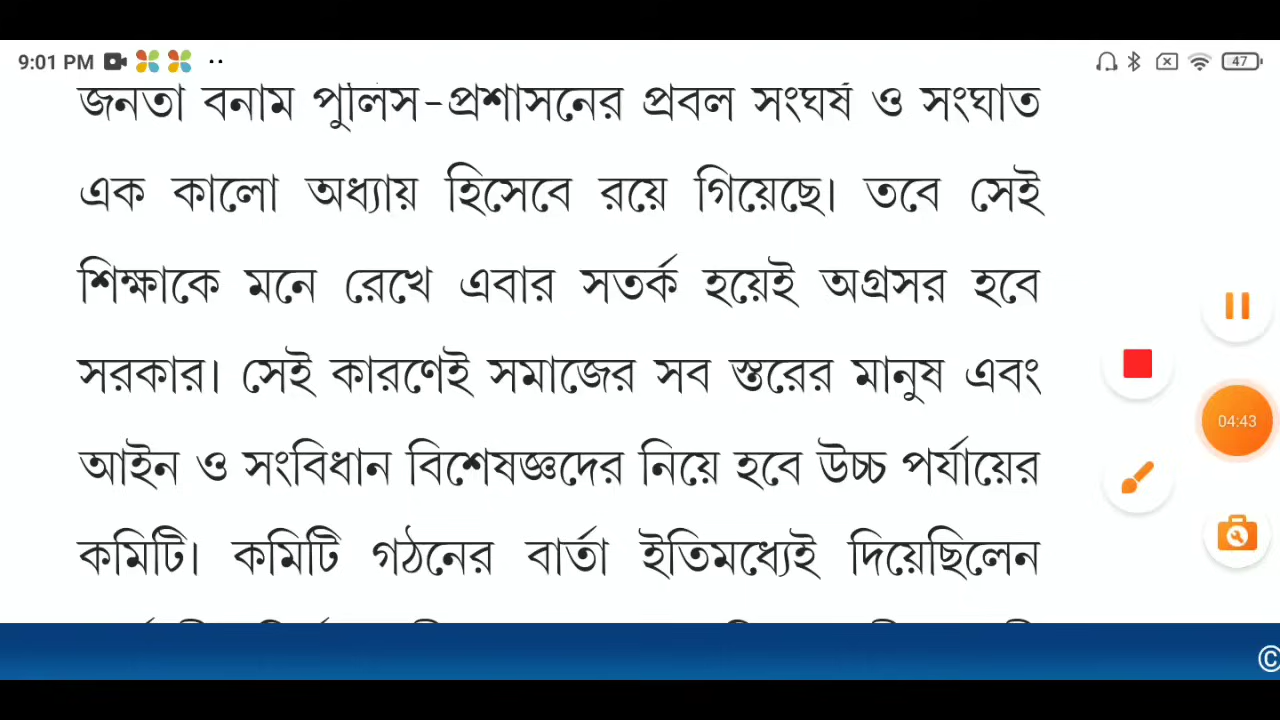 9:01 PM
47
জনতা বনাম পুলিস-প্রশাসনের প্রবল সংঘর্ষ ও সংঘাত
এক কালো অধ্যায় হিসেবে রয়ে গিয়েছে। তবে সেই
শিক্ষাকে মনে রেখে এবার সতর্ক হয়েই অগ্রসর হবে
সরকার। সেই কারণেই সমাজের সব স্তরের মানুষ এবং
আইন ও সংবিধান বিশেষজ্ঞদের নিয়ে হবে উচ্চ পর্যায়ের
কমিটি। কমিটি গঠনের বার্তা ইতিমধ্যেই দিয়েছিলেন
04:43
©